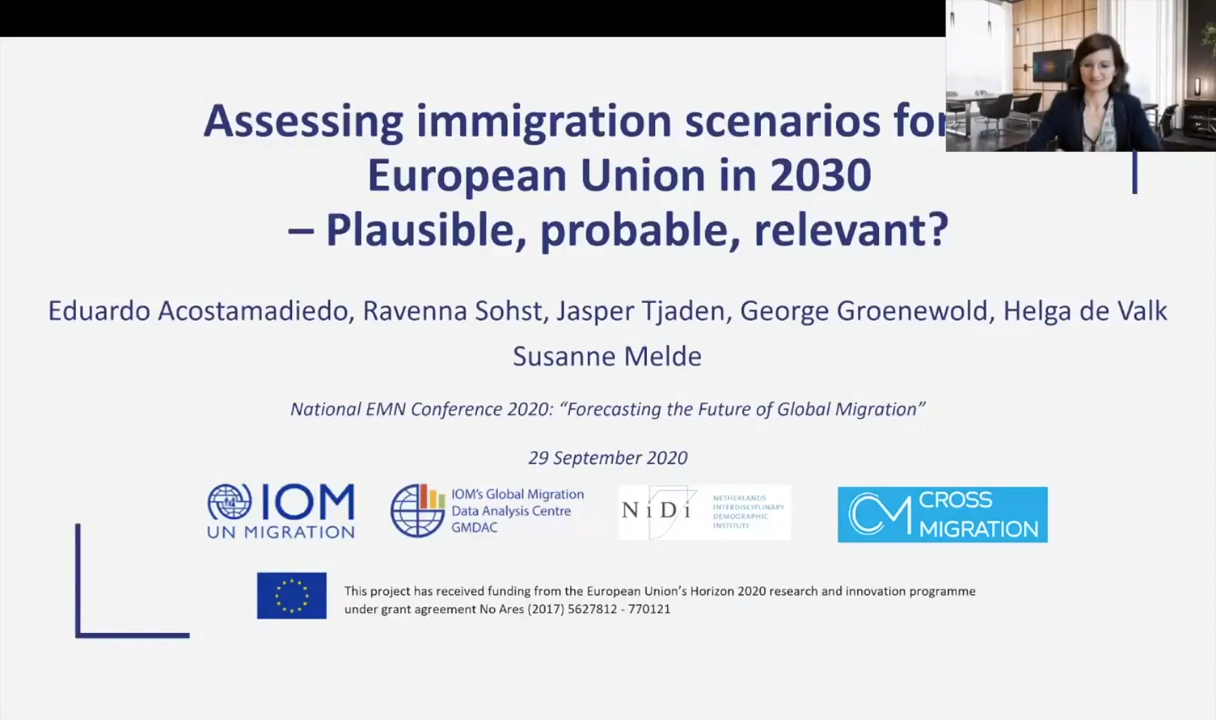 Assessing immigration scenarios for
European Union in 2030
– Plausible, probable, relevant?
Eduardo Acostamadiedo, Ravenna Sohst, Jasper Tjaden, George Groenewold, Helga de Valk
Susanne Melde
National EMN Conference 2020: “Forecasting the Future of Global Migration”
29 September 2020
IOM
UN MIGRATION
IOM's Global Migration
Data Analysis Centre
GMDAC
NiDi
NETHERLANDS
INTERDISCIPLINARY
DEMOGRAPHIC
INSTITUTE
CM CROSS
MIGRATION
This project has received funding from the European Union's Horizon 2020 research and innovation programme
under grant agreement No Ares (2017) 5627812 - 770121